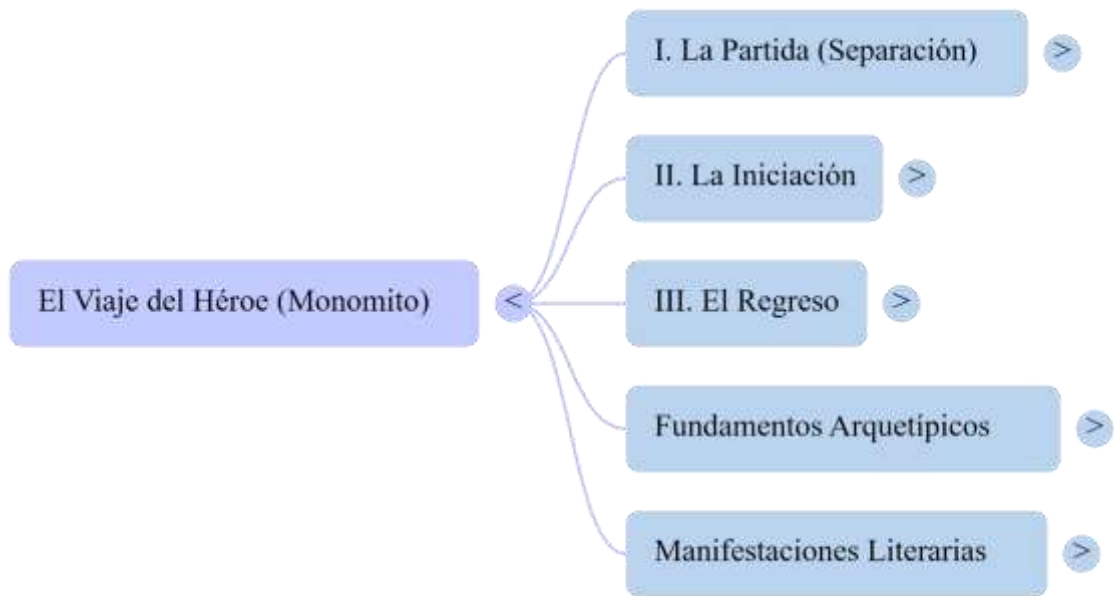 I. La Partida (Separación) >
II. La Iniciación >
El Viaje del Héroe (Monomito) <
III. El Regreso >
Fundamentos Arquetípicos >
Manifestaciones Literarias >